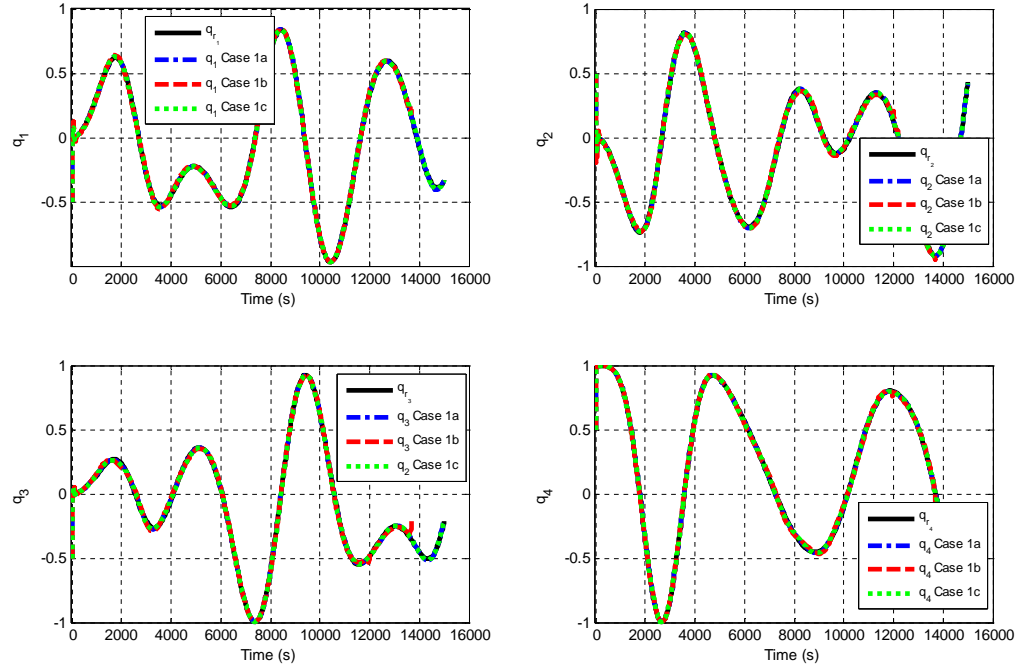 0.5
0
-0.5
q1
qr1
q1 Case 1a
q1 Case 1b
q1 Case 1c
0 2000 4000 6000 8000 10000 12000 14000 16000
Time (s)
1
0.5
0
-0.5
-1
q2
qr2
q2 Case 1a
q2 Case 1b
q2 Case 1c
0 2000 4000 6000 8000 10000 12000 14000 16000
Time (s)
1
0.5
0
-0.5
-1
q3
qr3
q3 Case 1a
q3 Case 1b
q2 Case 1c
0 2000 4000 6000 8000 10000 12000 14000 16000
Time (s)
1
0.5
0
-0.5
-1
q4
qr4
q4 Case 1a
q4 Case 1b
q4 Case 1c
0 2000 4000 6000 8000 10000 12000 14000 16000
Time (s)